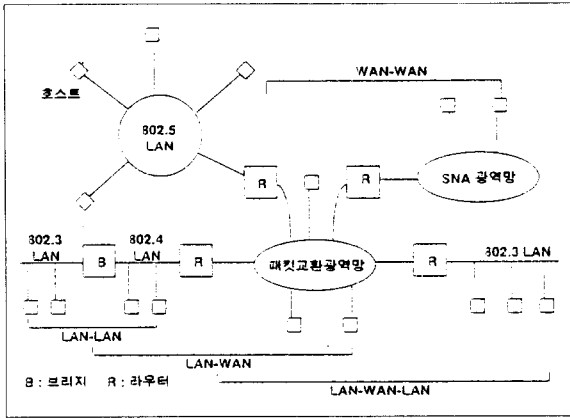 WAN-WAN
호스트
802.5
LAN
R
R
SNA 광역망
802.3
LAN
B
802.4
LAN
R
패킷교환광역망
R
802.3 LAN
LAN-LAN
LAN-WAN
B : 브리지 R : 라우터
LAN-WAN-LAN